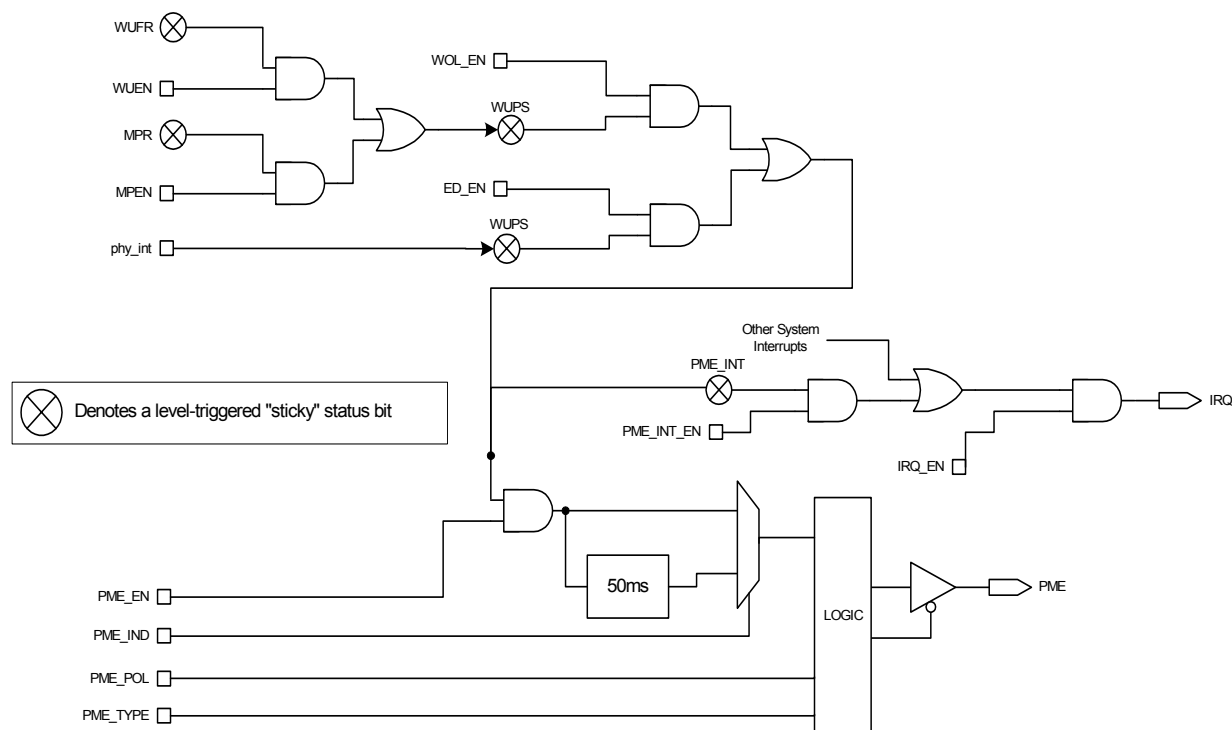 WUFR
WUEN
MPR
MPEN
phy_int
WOL_EN
WUPS
ED_EN
WUPS
Other System
Interrupts
PME_INT
PME_INT_EN
IRQ_EN
IRQ
Denotes a level-triggered "sticky" status bit
50ms
LOGIC
PME
PME_EN
PME_IND
PME_POL
PME_TYPE